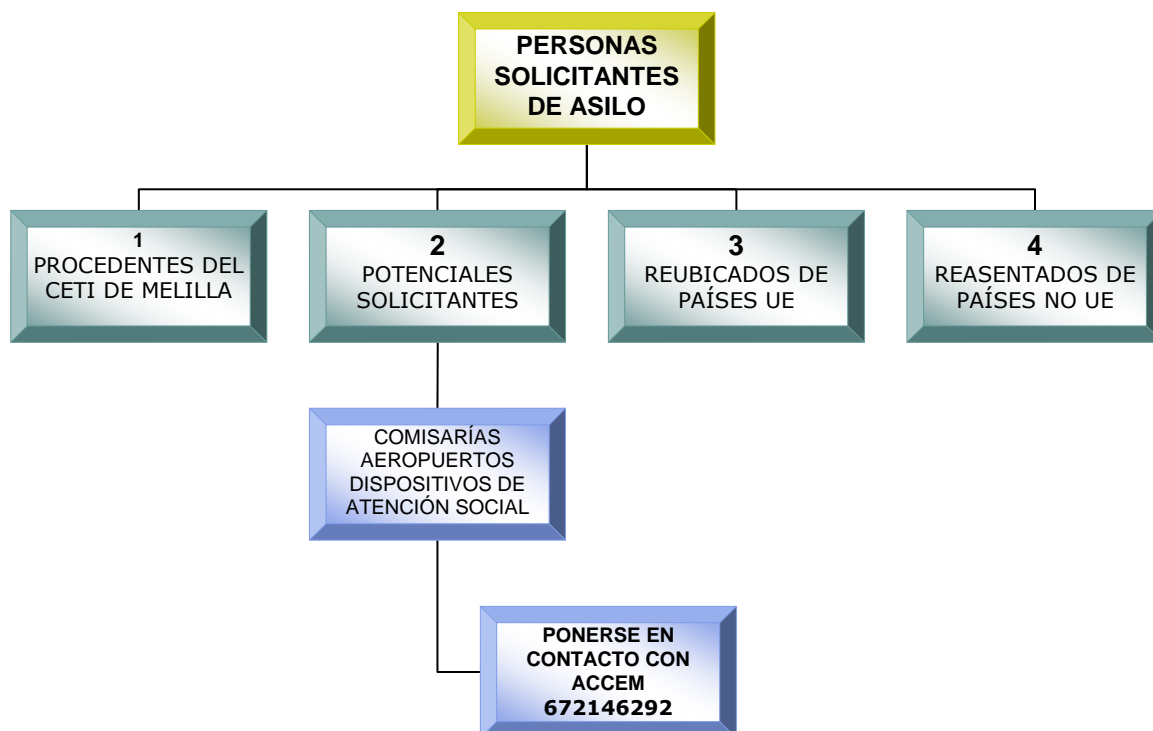 PERSONAS
SOLICITANTES
DE ASILO
1
PROCEDENTES DEL
CETI DE MELILLA
2
POTENCIALES
SOLICITANTES
3
REUBICADOS DE
PAÍSES UE
4
REASENTADOS DE
PAÍSES NO UE
COMISARÍAS
AEROPUERTOS
DISPOSITIVOS DE
ATENCIÓN SOCIAL
PONERSE EN
CONTACTO CON
ACCEM
672146292